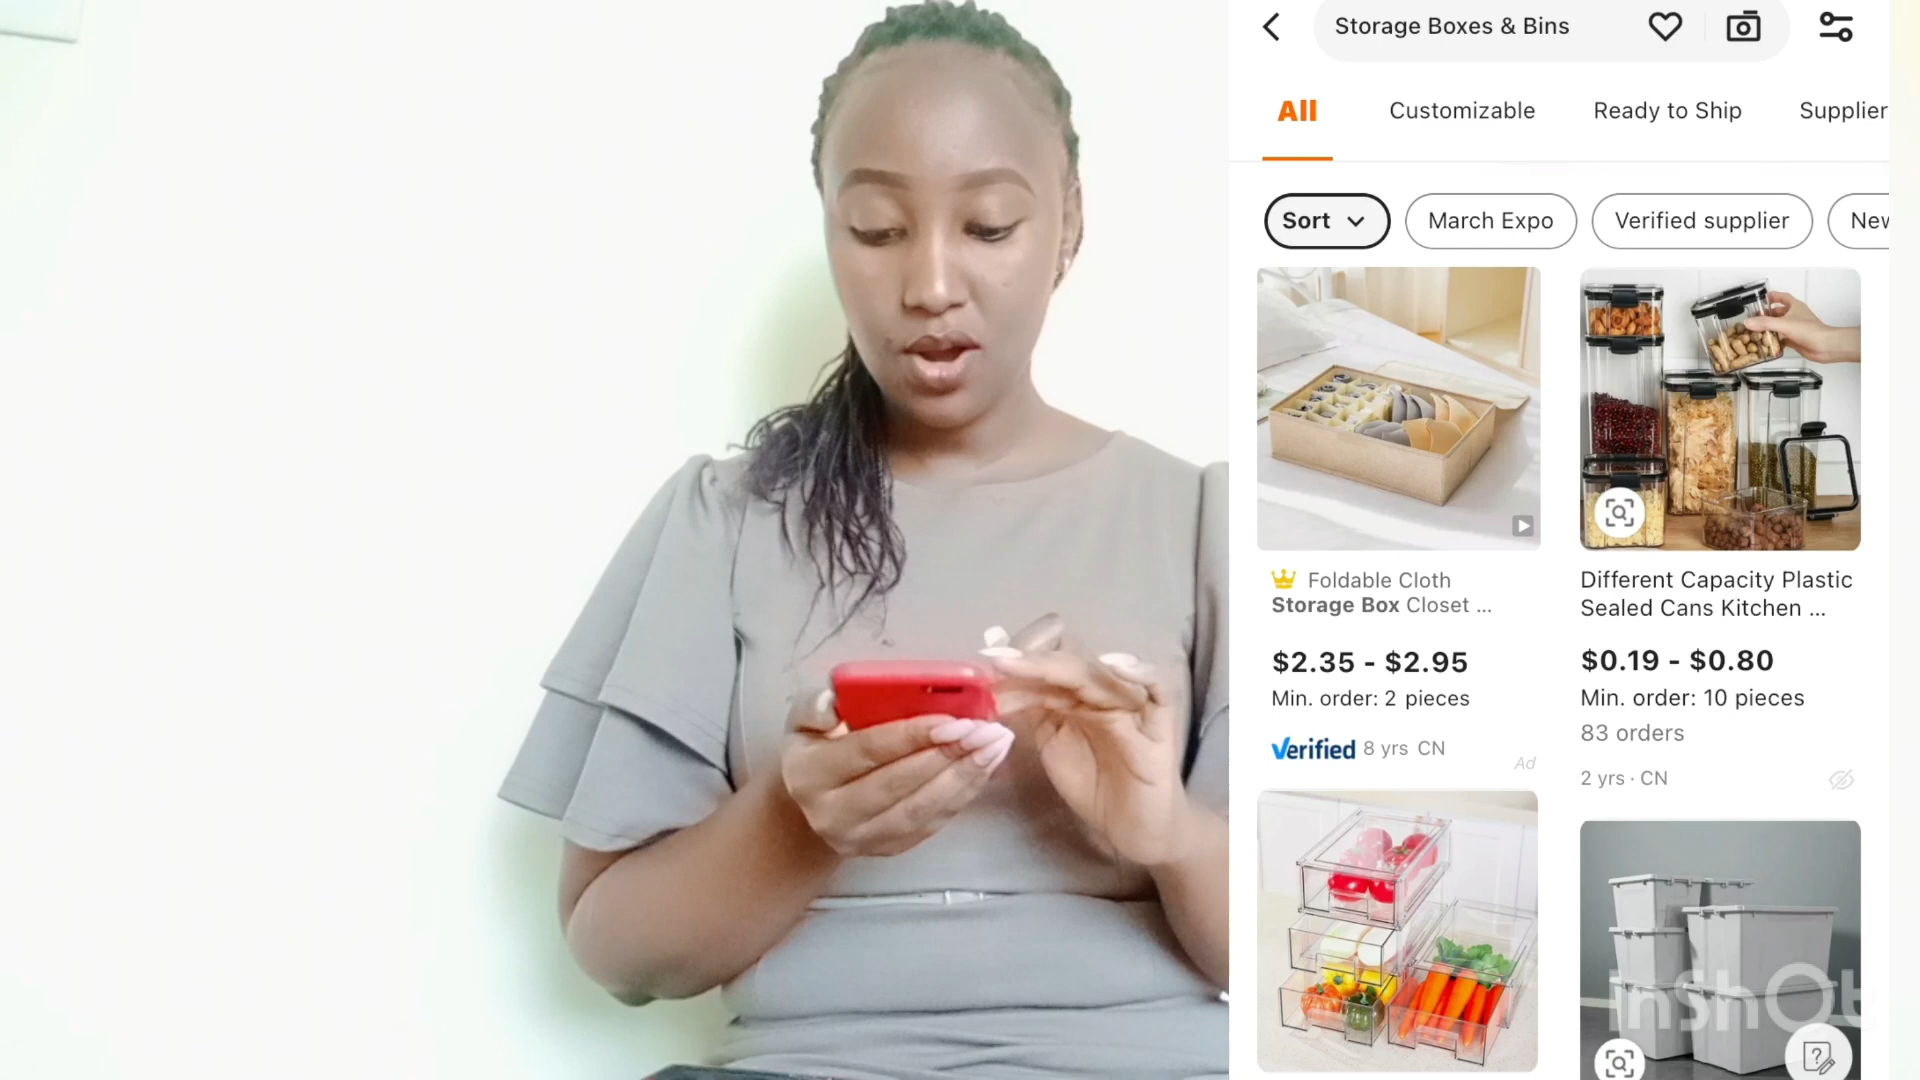 Storage Boxes & Bins
All Customizable Ready to Ship Supplier
Sort March Expo Verified supplier New
Foldable Cloth
Storage Box Closet ...
$2.35 - $2.95
Min. order: 2 pieces
Verified 8 yrs CN
Ad
Different Capacity Plastic
Sealed Cans Kitchen ...
$0.19 - $0.80
Min. order: 10 pieces
83 orders
2 yrs · CN
InShOt